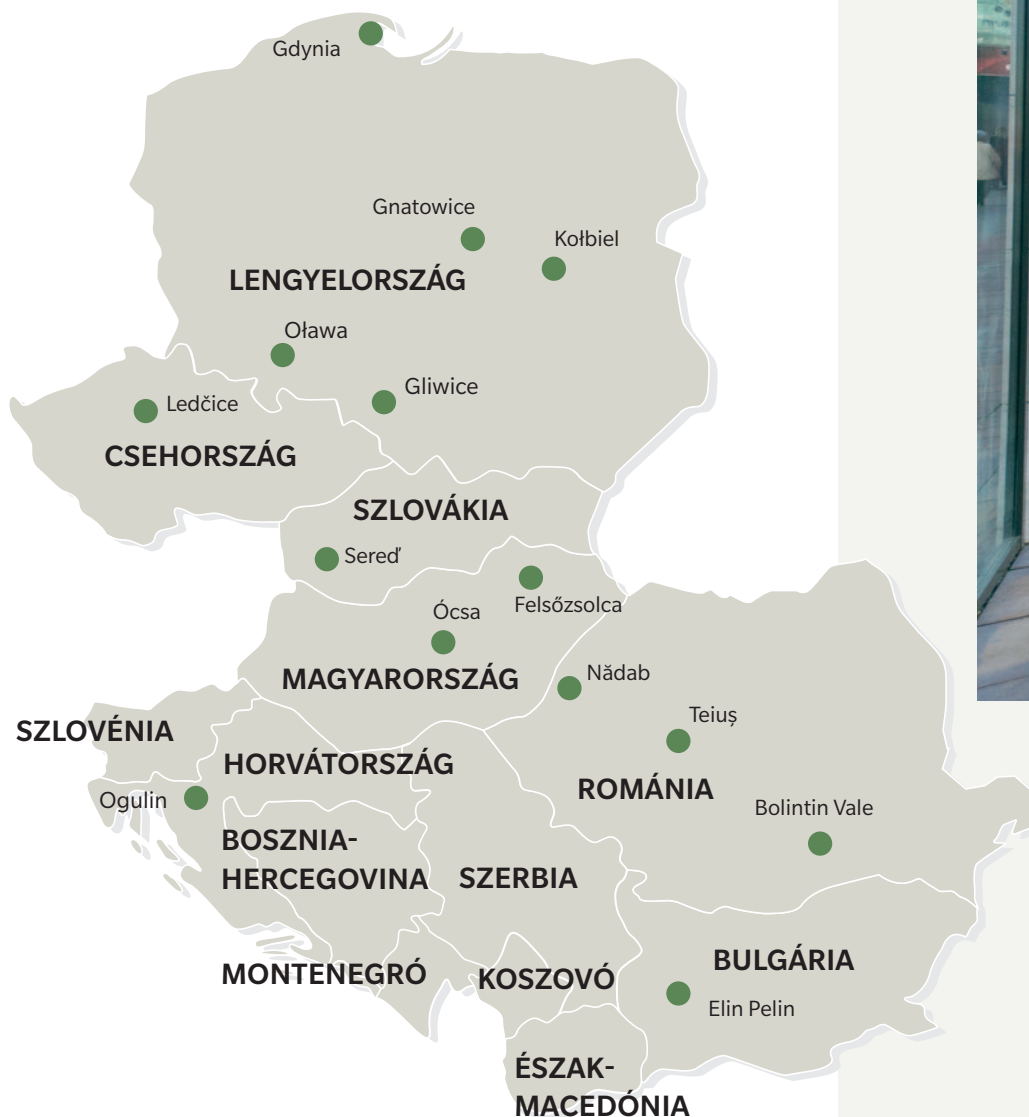 Gdynia
Gnatowice
Kołbiel
LENGYELORSZÁG
Oława
Gliwice
Ledčice
CSEHORSZÁG
SZLOVÁKIA
Sereď
Felsőzsolca
Ócsa
MAGYARORSZÁG
Nădab
Teiuș
SZLOVÉNIA
HORVÁTORSZÁG
ROMÁNIA
Ogulin
Bolintin Vale
BOSZNIA-
HERCEGOVINA
SZERBIA
MONTENEGRÓ
KOSZOVÓ
BULGÁRIA
Elin Pelin
ÉSZAK-
MACEDÓNIA